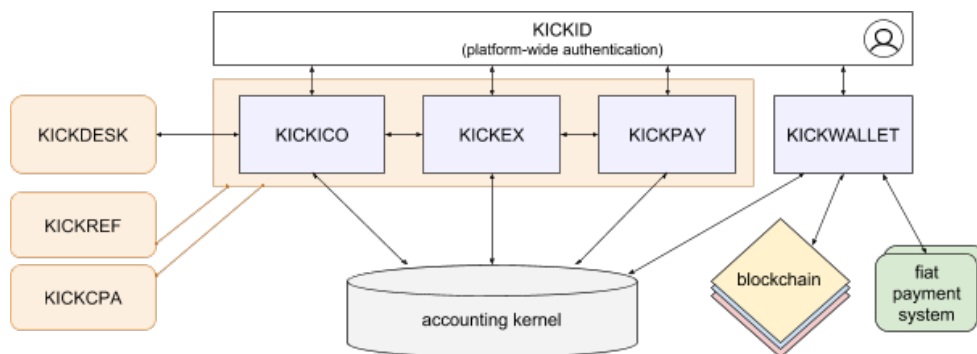 KICKID
(platform-wide authentication)
KICKDESK
KICKICO
KICKEX
KICKPAY
KICKWALLET
KICKREF
KICKCPA
accounting kernel
blockchain
fiat
payment
system